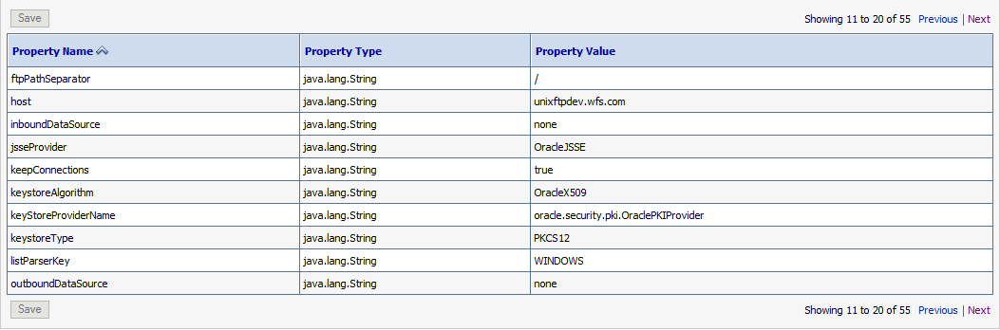 Save Showing 11 to 20 of 55 Previous | Next
Property Name Property Type Property Value
ftpPathSeparator java.lang.String /
host java.lang.String unixftpdev.wfs.com
inboundDataSource java.lang.String none
jsseProvider java.lang.String OracleJSSE
keepConnections java.lang.String true
keystoreAlgorithm java.lang.String OracleX509
keyStoreProviderName java.lang.String oracle.security.pki.OraclePKIProvider
keystoreType java.lang.String PKCS12
listParserKey java.lang.String WINDOWS
outboundDataSource java.lang.String none
Save Showing 11 to 20 of 55 Previous | Next